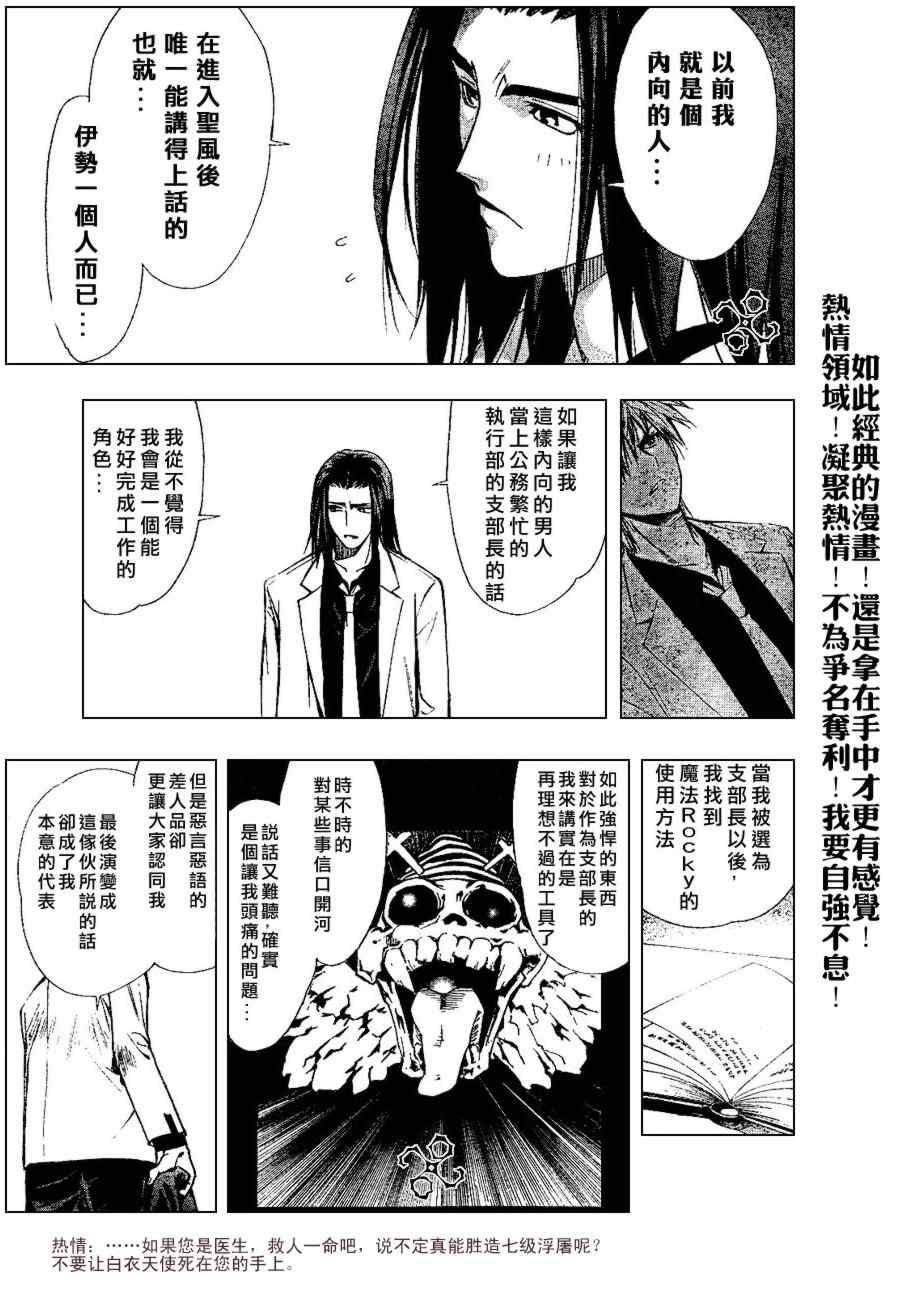 以前我
就是個
內向的人…
在進入聖風後
唯一能講得上話的
也就…
伊勢一個人而已…
如果讓我
這樣內向的男人
當上公務繁忙的
執行部的支部長的話
我從不覺得
我會是一個能
好好完成工作的
角色…
當我被選為
支部長以後，
我找到
魔法Rocky的
使用方法
如此強悍的東西
對於作為支部長的
我來講實在是
再理想不過的工具了
時不時的
對某些事信口開河
説話又難聽，確實
是個讓我頭痛的問題…
但是惡言惡語的
差人品卻
更讓大家認同我
最後演變成
這傢伙所説的話
卻成了我
本意的代表
如此經典的漫畫！還是拿在手中才更有感覺！
熱情領域！凝聚熱情！不為爭名奪利！我要自強不息！
热情：……如果您是医生，救人一命吧，说不定真能胜造七级浮屠呢？
不要让白衣天使死在您的手上。